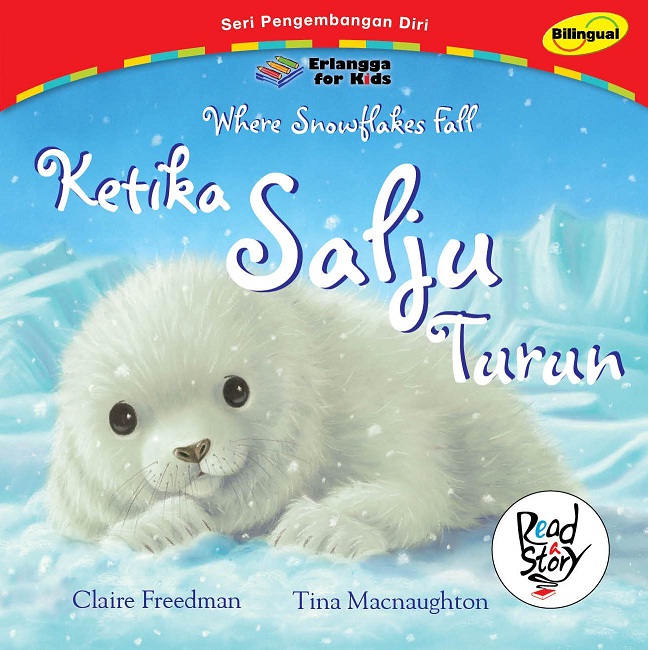 Seri Pengembangan Diri
Bilingual
Erlangga
for Kids
Where Snowflakes Fall
Ketika
Salju
Turun
Read
a
Story
Claire Freedman
Tina Macnaughton